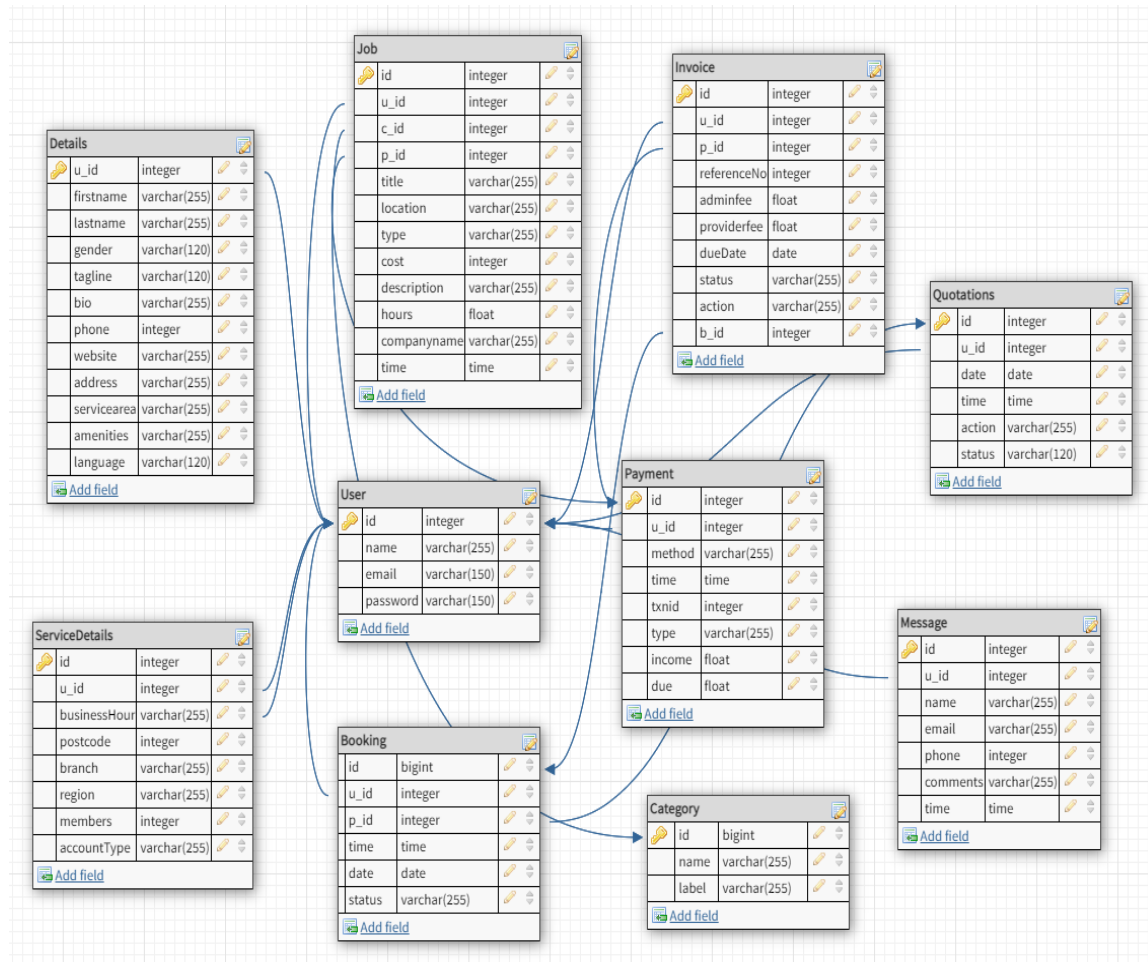 Job
id integer
u_id integer
c_id integer
p_id integer
title varchar(255)
location varchar(255)
type varchar(255)
cost integer
description varchar(255)
hours float
companyname varchar(255)
time time
Add field
Invoice
id integer
u_id integer
p_id integer
referenceNo integer
adminfee float
providerfee float
dueDate date
status varchar(255)
action varchar(255)
b_id integer
Add field
Details
u_id integer
firstname varchar(255)
lastname varchar(255)
gender varchar(120)
tagline varchar(120)
bio varchar(255)
phone integer
website varchar(255)
address varchar(255)
servicearea varchar(255)
amenities varchar(255)
language varchar(120)
Add field
Quotations
id integer
u_id integer
date date
time time
action varchar(255)
status varchar(120)
Add field
User
id integer
name varchar(255)
email varchar(150)
password varchar(150)
Add field
Payment
id integer
u_id integer
method varchar(255)
time time
txnid integer
type varchar(255)
income float
due float
Add field
ServiceDetails
id integer
u_id integer
businessHour varchar(255)
postcode integer
branch varchar(255)
region varchar(255)
members integer
accountType varchar(255)
Add field
Message
id integer
u_id integer
name varchar(255)
email varchar(255)
phone integer
comments varchar(255)
time time
Add field
Booking
id bigint
u_id integer
p_id integer
time time
date date
status varchar(255)
Add field
Category
id bigint
name varchar(255)
label varchar(255)
Add field